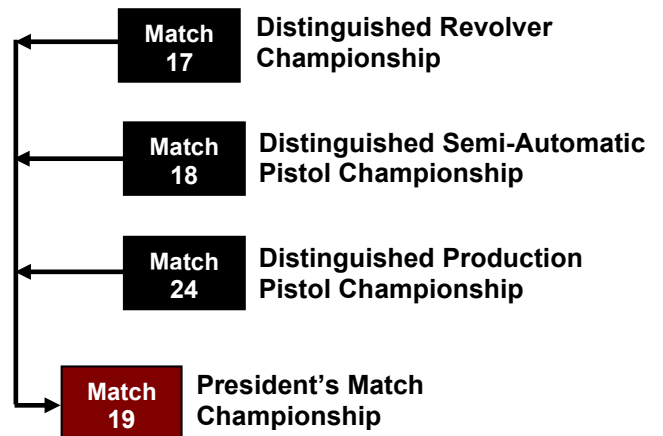 Match
17
Distinguished Revolver
Championship
Match
18
Distinguished Semi-Automatic
Pistol Championship
Match
24
Distinguished Production
Pistol Championship
Match
19
President’s Match
Championship